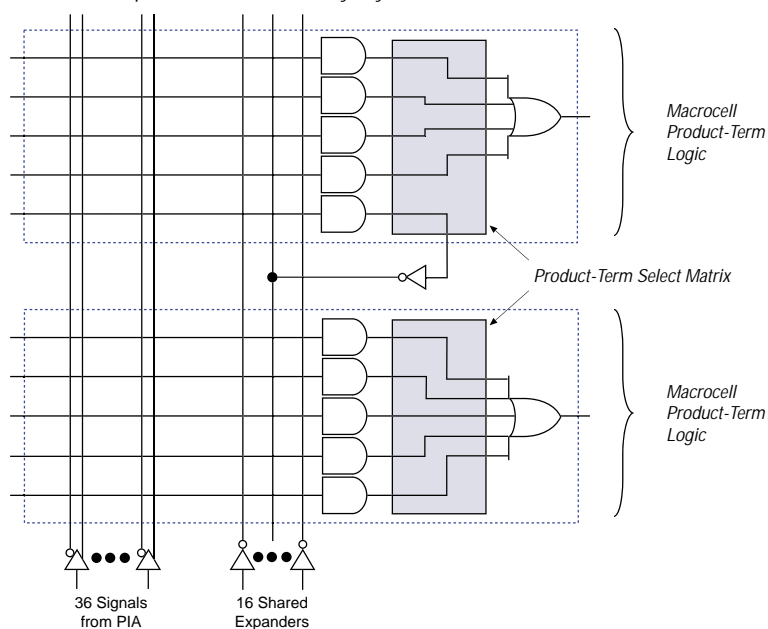 Macrocell
Product-Term
Logic
Product-Term Select Matrix
Macrocell
Product-Term
Logic
36 Signals
from PIA
16 Shared
Expanders